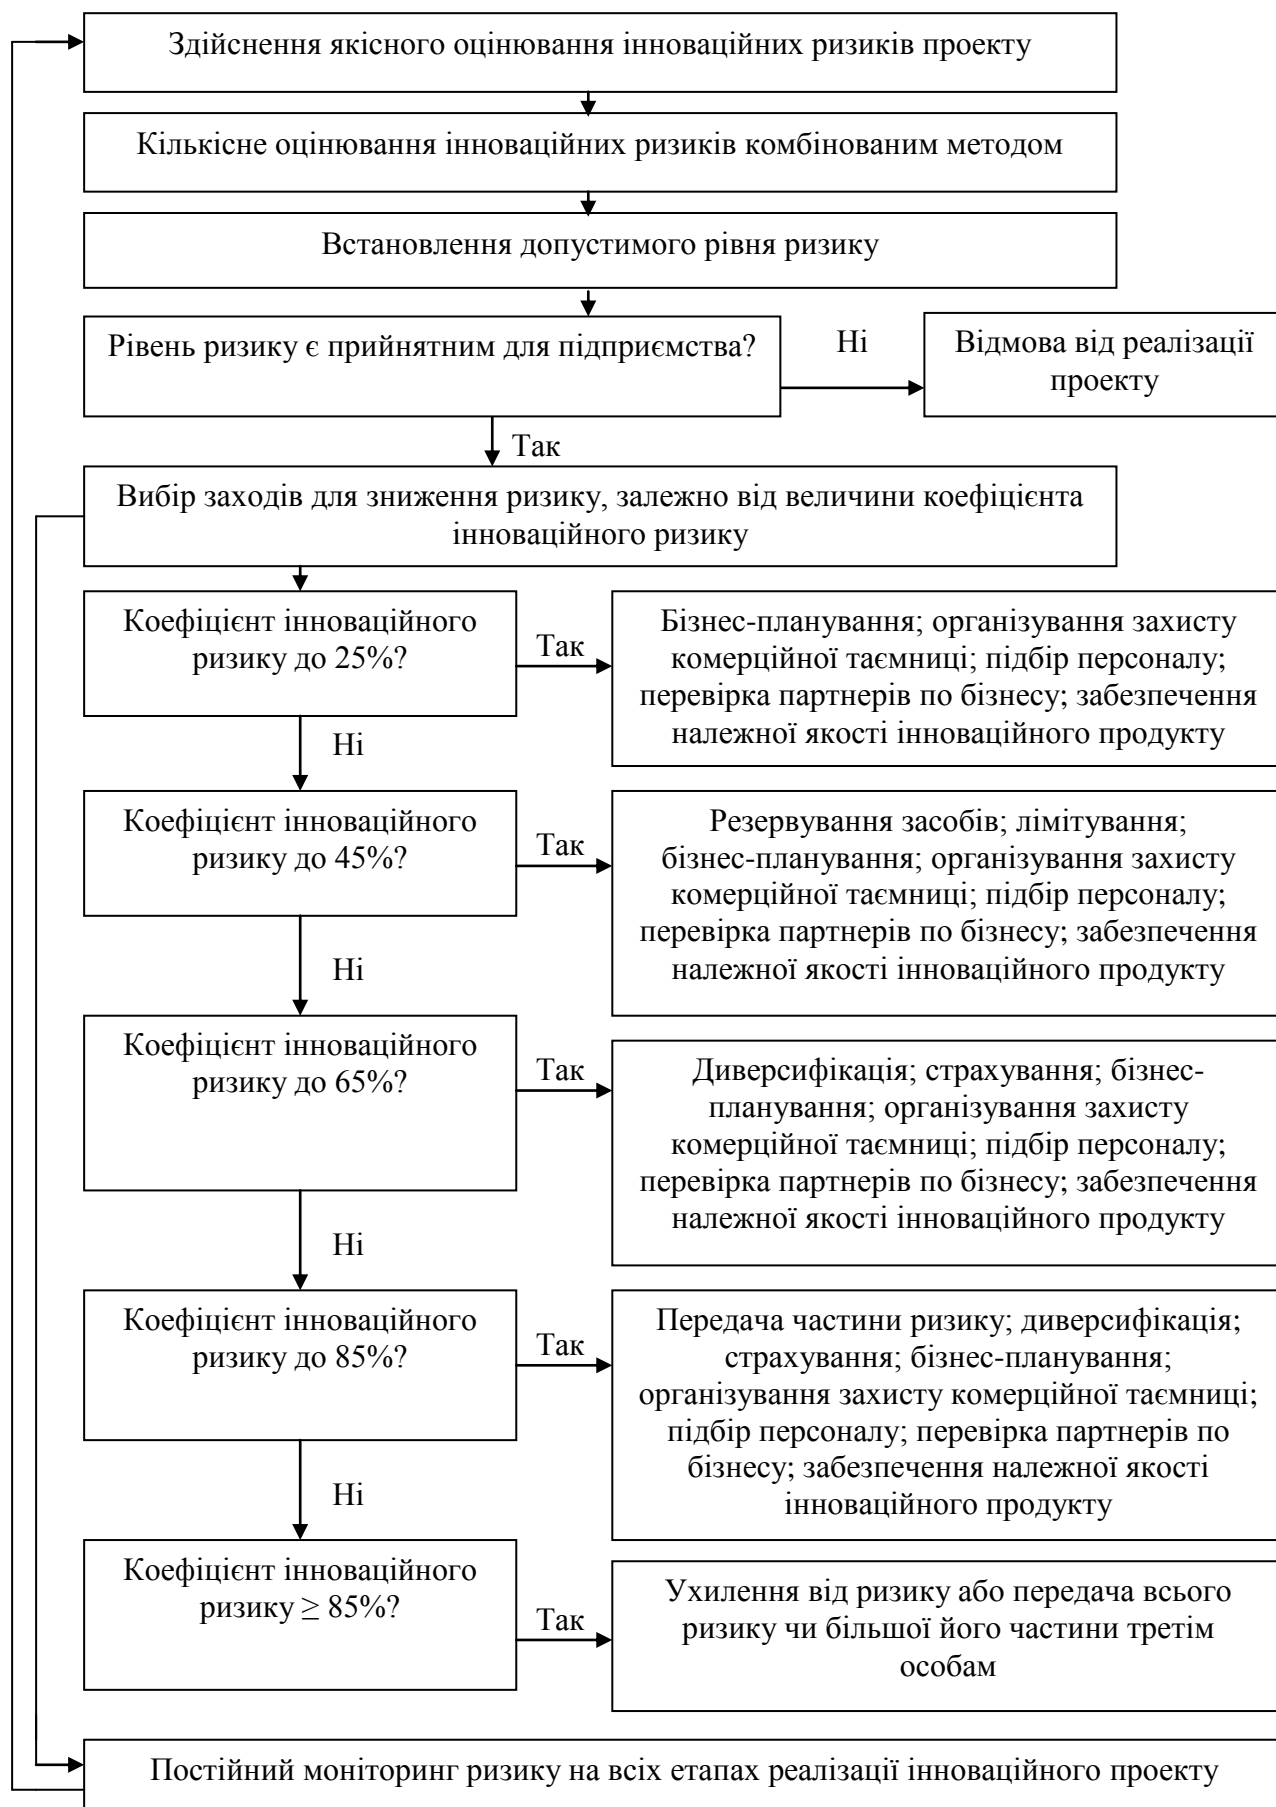 Здійснення якісного оцінювання інноваційних ризиків проекту
Кількісне оцінювання інноваційних ризиків комбінованим методом
Встановлення допустимого рівня ризику
Рівень ризику є прийнятним для підприємства?
Ні
Відмова від реалізації
проекту
Так
Вибір заходів для зниження ризику, залежно від величини коефіцієнта
інноваційного ризику
Коефіцієнт інноваційного
ризику до 25%?
Так
Бізнес-планування; організування захисту
комерційної таємниці; підбір персоналу;
перевірка партнерів по бізнесу; забезпечення
належної якості інноваційного продукту
Ні
Коефіцієнт інноваційного
ризику до 45%?
Так
Резервування засобів; лімітування;
бізнес-планування; організування захисту
комерційної таємниці; підбір персоналу;
перевірка партнерів по бізнесу; забезпечення
належної якості інноваційного продукту
Ні
Коефіцієнт інноваційного
ризику до 65%?
Так
Диверсифікація; страхування; бізнес-
планування; організування захисту
комерційної таємниці; підбір персоналу;
перевірка партнерів по бізнесу; забезпечення
належної якості інноваційного продукту
Ні
Коефіцієнт інноваційного
ризику до 85%?
Так
Передача частини ризику; диверсифікація;
страхування; бізнес-планування;
організування захисту комерційної таємниці;
підбір персоналу; перевірка партнерів по
бізнесу; забезпечення належної якості
інноваційного продукту
Ні
Коефіцієнт інноваційного
ризику ≥ 85%?
Так
Ухилення від ризику або передача всього
ризику чи більшої його частини третім
особам
Постійний моніторинг ризику на всіх етапах реалізації інноваційного проекту